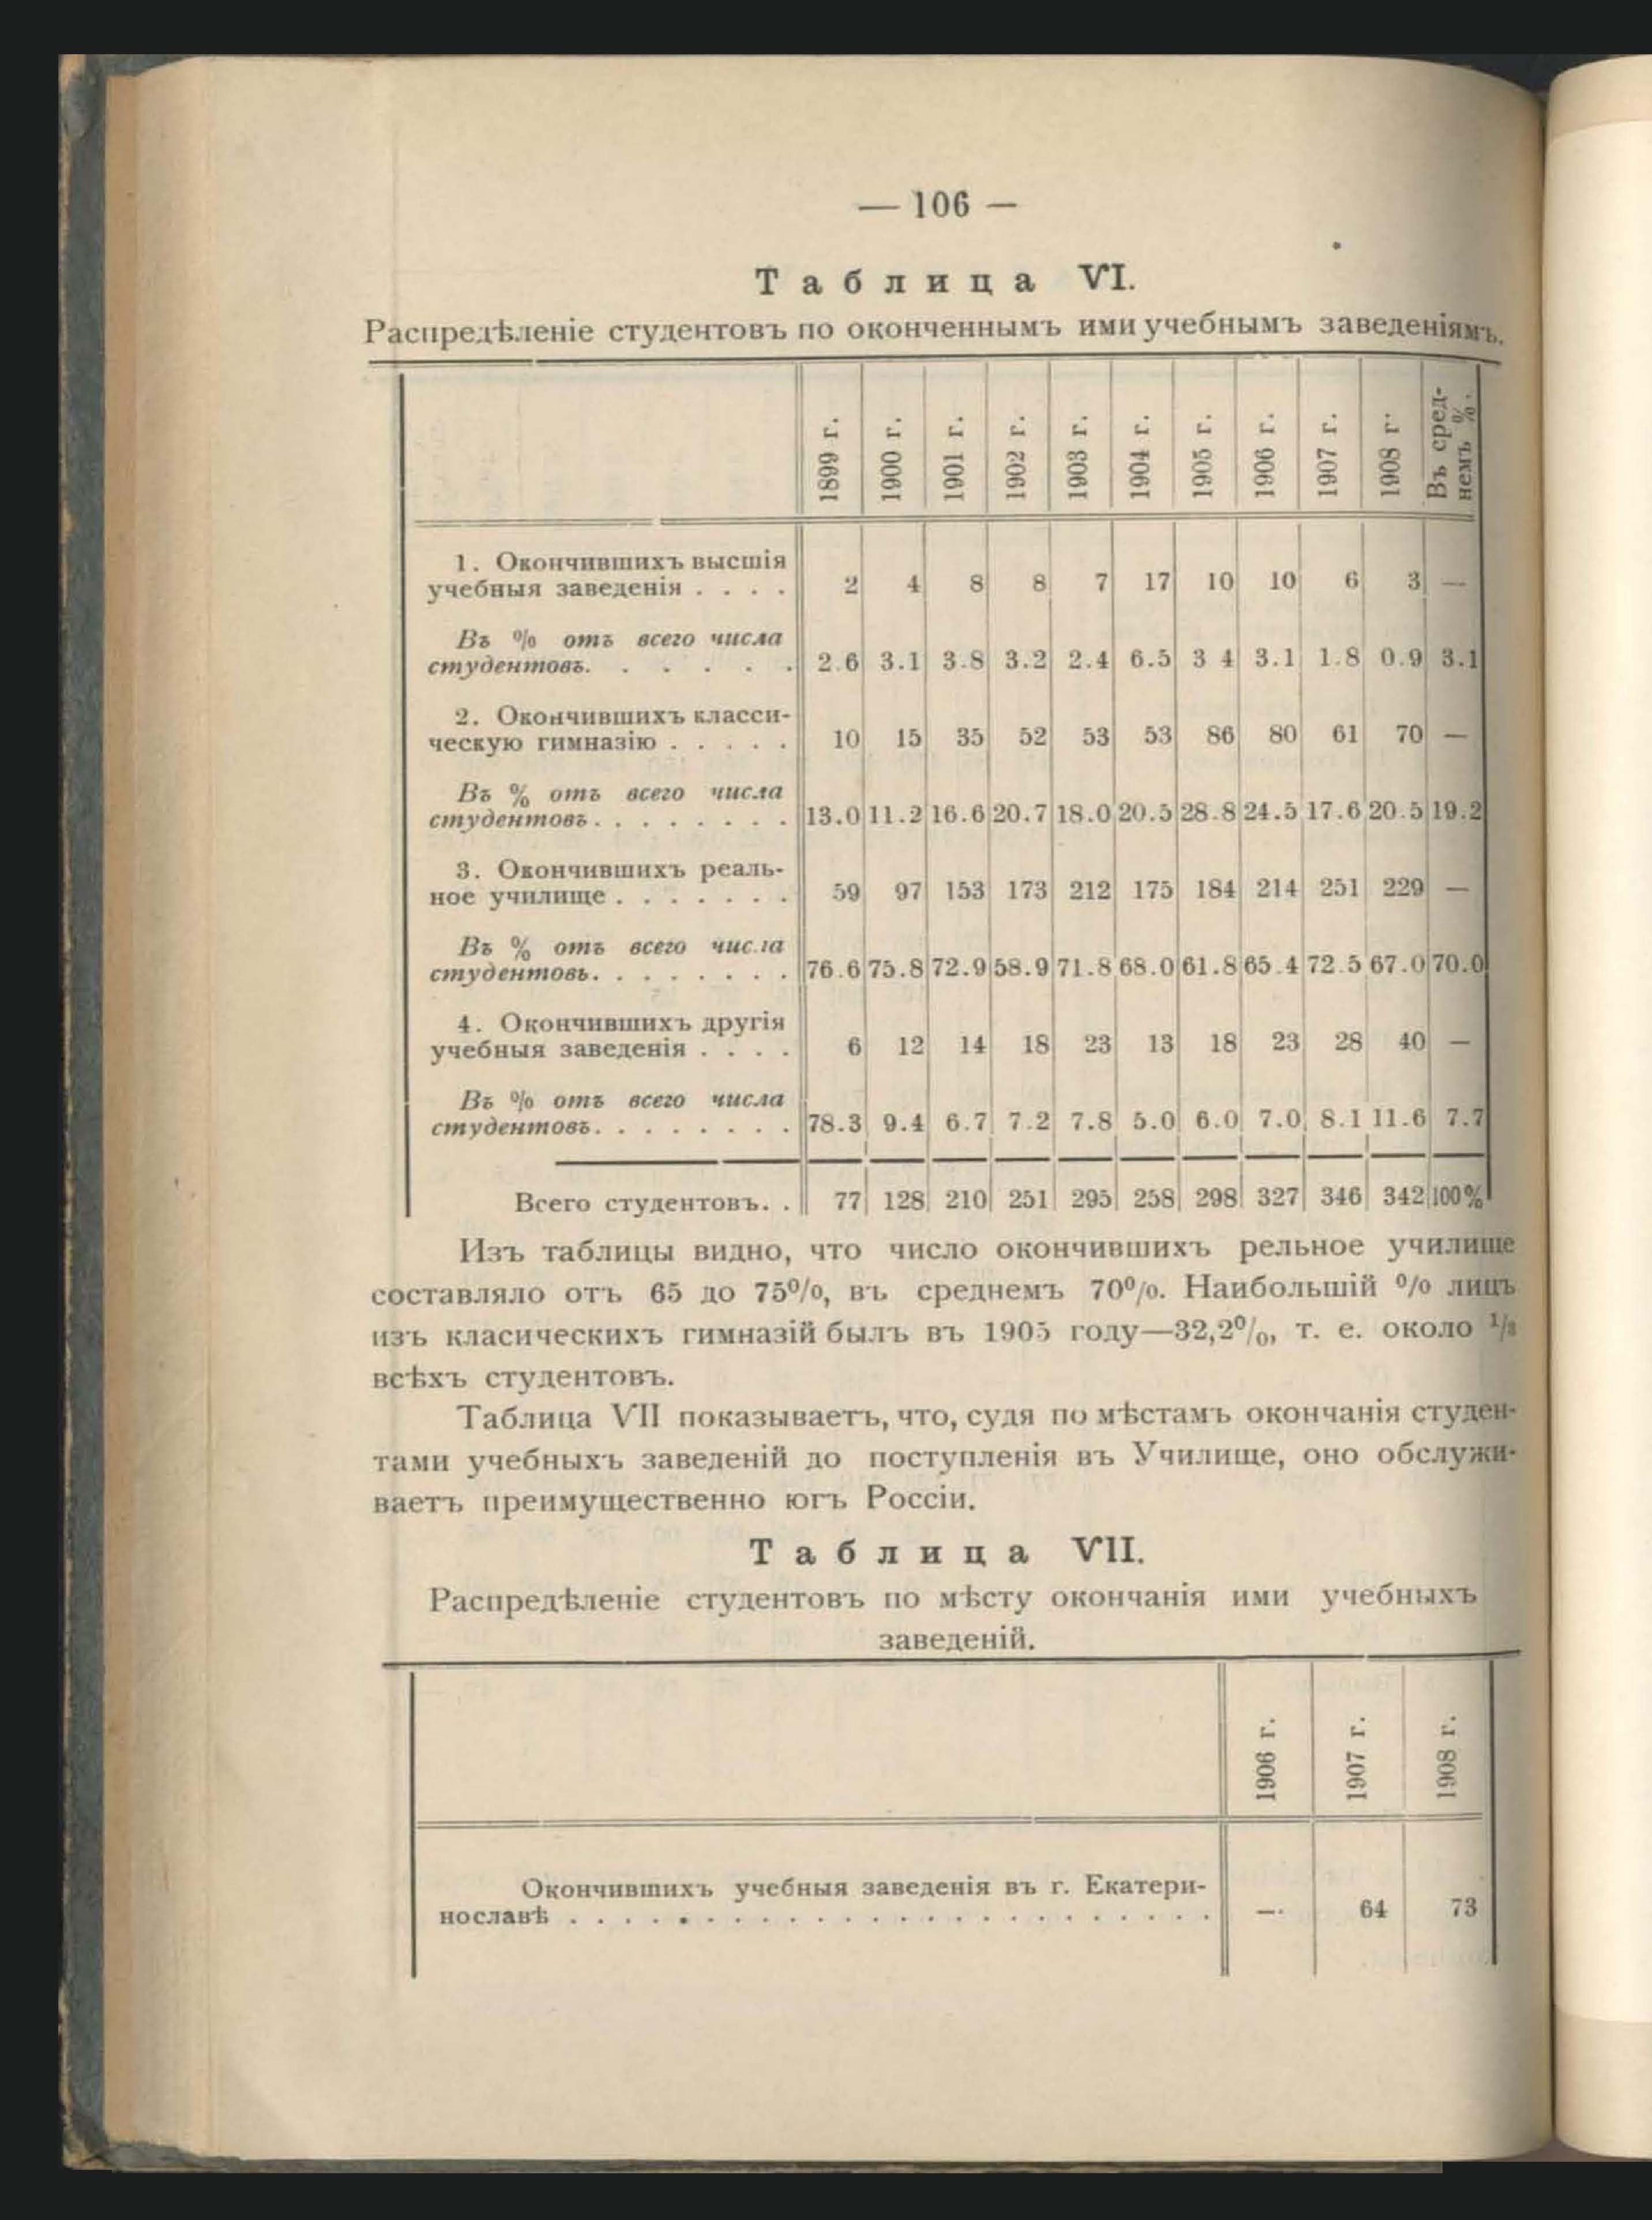 — 106 —
Таблица VI.
Распредѣленіе студентовъ по оконченнымъ ими учебнымъ заведеніямъ.
1899 г. 1900 г. 1901 г. 1902 г. 1903 г. 1904 г. 1905 г. 1906 г. 1907 г. 1908 г. Въ сред-
немъ %.
1. Окончившихъ высшія
учебныя заведенія . . . . 2 4 8 8 7 17 10 10 6 3 —
Въ % отъ всего числа
студентовъ. . . . . . 2.6 3.1 3.8 3.2 2.4 6.5 3 4 3.1 1.8 0.9 3.1
2. Окончившихъ класси-
ческую гимназію . . . . . 10 15 35 52 53 53 86 80 61 70 —
Въ % отъ всего числа
студентовъ. . . . . . . . 13.0 11.2 16.6 20.7 18.0 20.5 28.8 24.5 17.6 20.5 19.2
3. Окончившихъ реаль-
ное училище . . . . . . . 59 97 153 173 212 175 184 214 251 229 —
Въ % отъ всего числа
студентовъ. . . . . . . . 76.6 75.8 72.9 58.9 71.8 68.0 61.8 65.4 72.5 67.0 70.0
4. Окончившихъ другія
учебныя заведенія . . . . 6 12 14 18 23 13 18 23 28 40 —
Въ % отъ всего числа
студентовъ. . . . . . . . 78.3 9.4 6.7 7.2 7.8 5.0 6.0 7.0 8.1 11.6 7.7
Всего студентовъ. . 77 128 210 251 295 258 298 327 346 342 100%
Изъ таблицы видно, что число окончившихъ рельное училище
составляло отъ 65 до 75%, въ среднемъ 70%. Наибольшій % лицъ
изъ класическихъ гимназій былъ въ 1905 году—32,2%, т. е. около 1/3
всѣхъ студентовъ.
Таблица VII показываетъ, что, судя по мѣстамъ окончанія студен-
тами учебныхъ заведеній до поступленія въ Училище, оно обслужи-
ваетъ преимущественно югъ Россіи.
Таблица VII.
Распредѣленіе студентовъ по мѣсту окончанія ими учебныхъ
заведеній.
1906 г. 1907 г. 1908 г.
Окончившихъ учебныя заведенія въ г. Екатери-
нославѣ . . . . . . . . . . . . . . . . . . . . . . . . —. 64 73